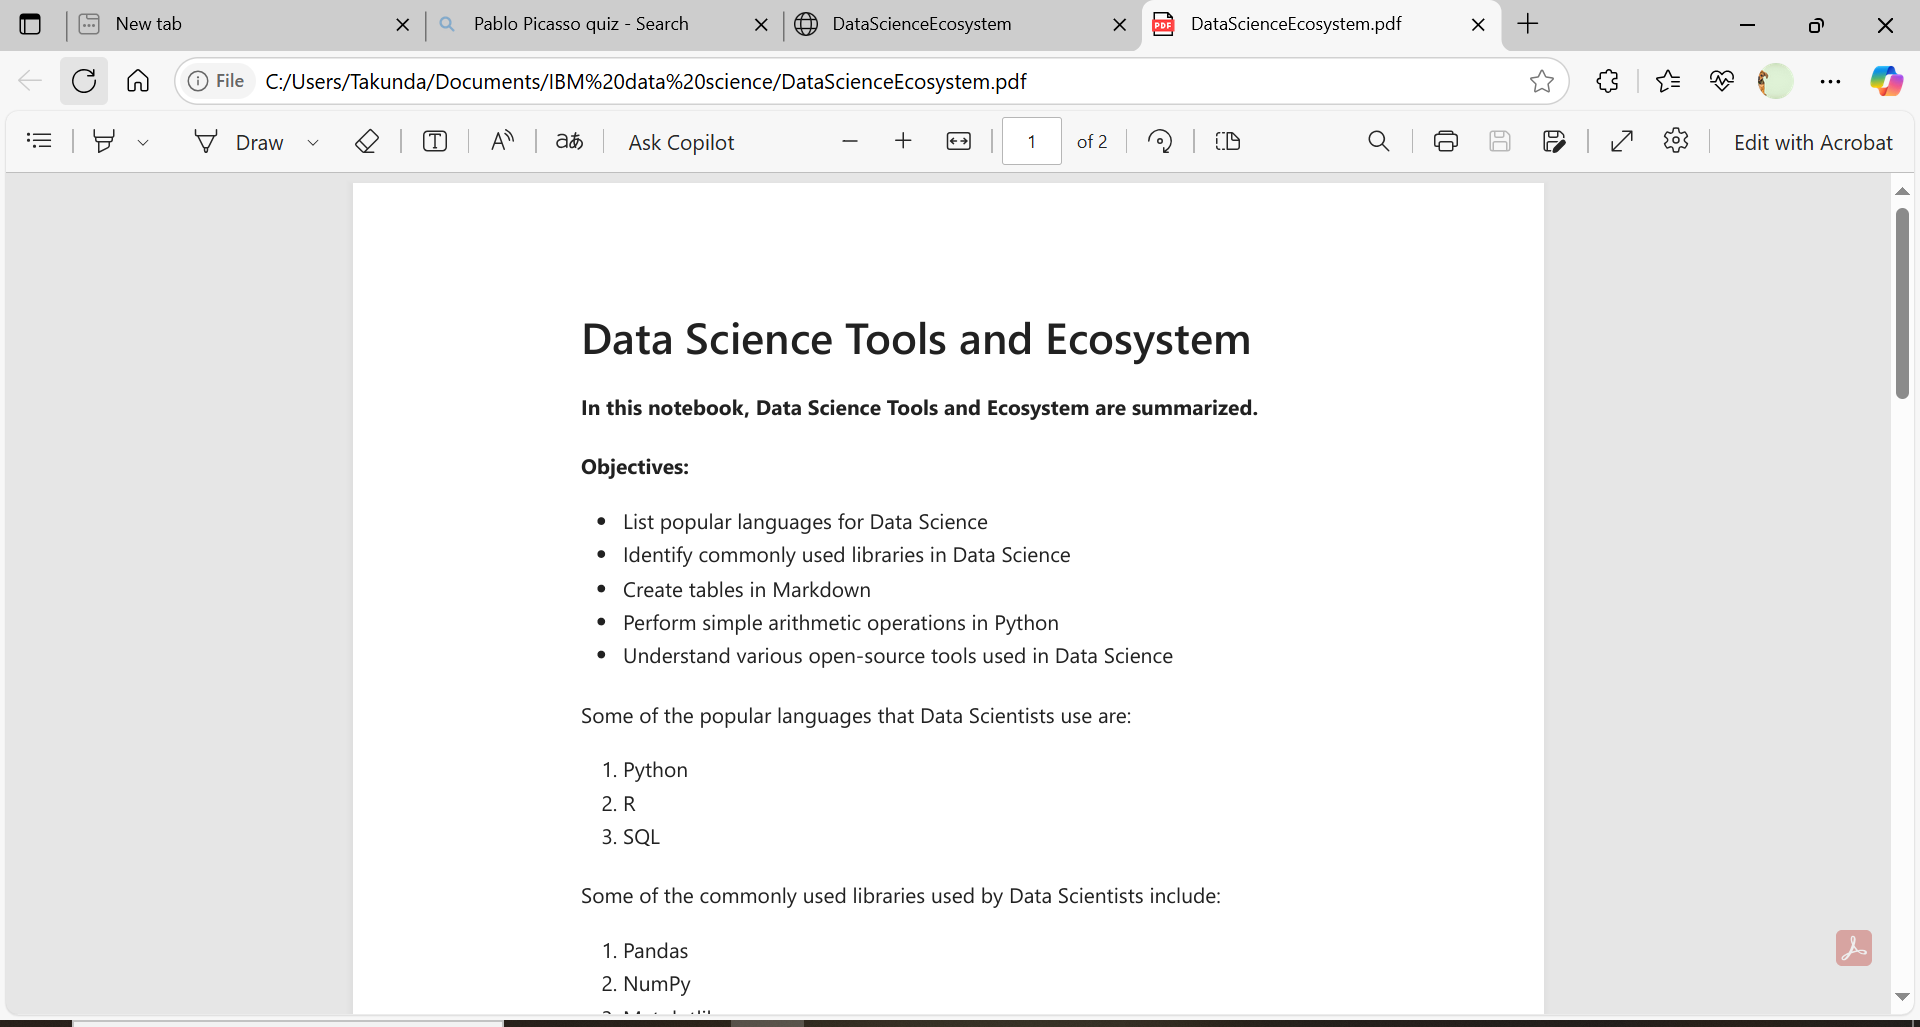 New tab
Pablo Picasso quiz - Search
DataScienceEcosystem
DataScienceEcosystem.pdf
File
C:/Users/Takunda/Documents/IBM%20data%20science/DataScienceEcosystem.pdf
Draw
Ask Copilot
1
of 2
Edit with Acrobat
Data Science Tools and Ecosystem
In this notebook, Data Science Tools and Ecosystem are summarized.
Objectives:
• List popular languages for Data Science
• Identify commonly used libraries in Data Science
• Create tables in Markdown
• Perform simple arithmetic operations in Python
• Understand various open-source tools used in Data Science
Some of the popular languages that Data Scientists use are:
1. Python
2. R
3. SQL
Some of the commonly used libraries used by Data Scientists include:
1. Pandas
2. NumPy